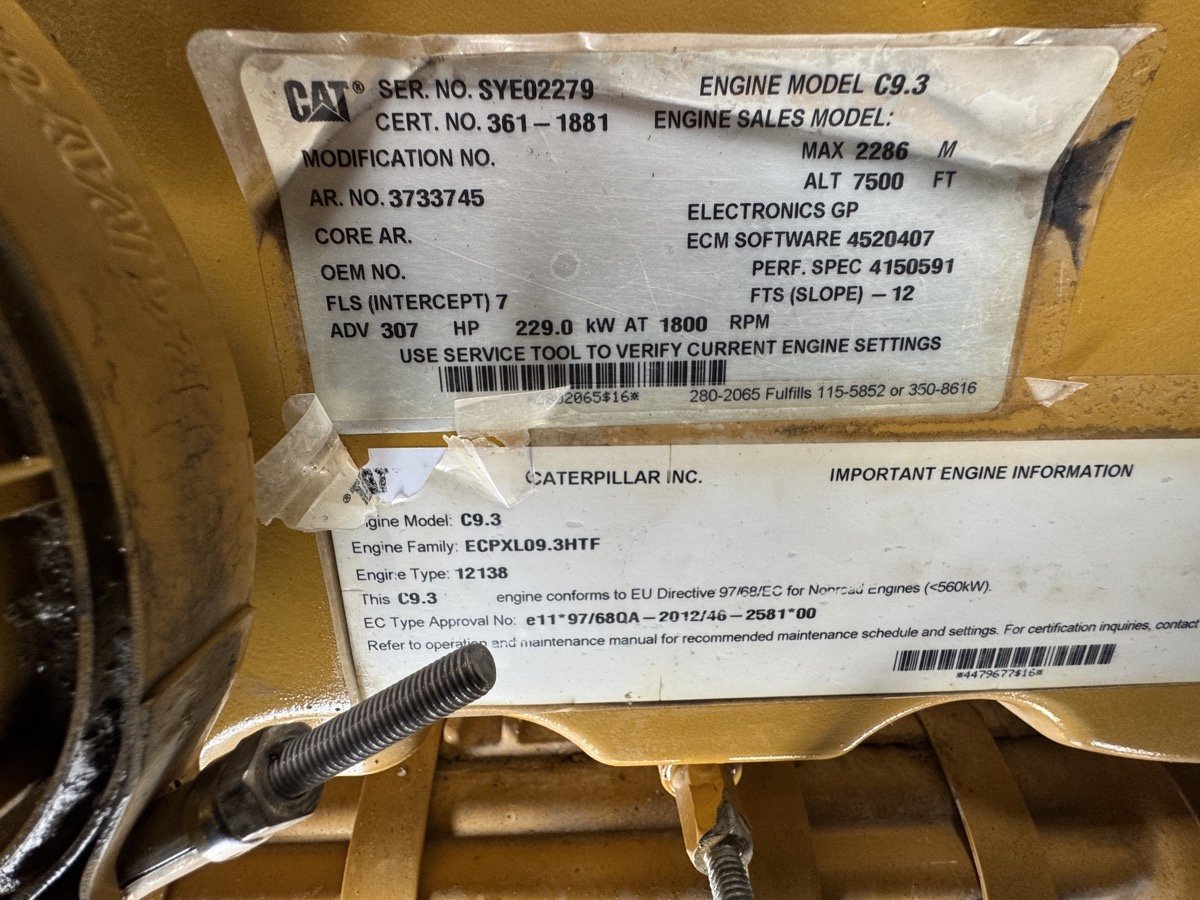 CAT® SER. NO. SYE02279 ENGINE MODEL C9.3
CERT. NO. 361-1881 ENGINE SALES MODEL:
MODIFICATION NO. MAX 2286 M
AR. NO. 3733745 ALT 7500 FT
ELECTRONICS GP
CORE AR. ECM SOFTWARE 4520407
OEM NO. PERF. SPEC 4150591
FLS (INTERCEPT) 7 FTS (SLOPE) -12
ADV 307 HP 229.0 kW AT 1800 RPM
USE SERVICE TOOL TO VERIFY CURRENT ENGINE SETTINGS
280-2065 Fulfills 115-5852 or 350-8616
CATERPILLAR INC. IMPORTANT ENGINE INFORMATION
®CAT
gine Model: C9.3
Engine Family: ECPXL09.3HTF
Engine Type: 12138
This C9.3 engine conforms to EU Directive 97/68/EC for Nonroad Engines (<560kW).
EC Type Approval No: e11*97/68QA-2012/46-2581*00
Refer to operation and maintenance manual for recommended maintenance schedule and settings. For certification inquiries, contact
*4479677$16*